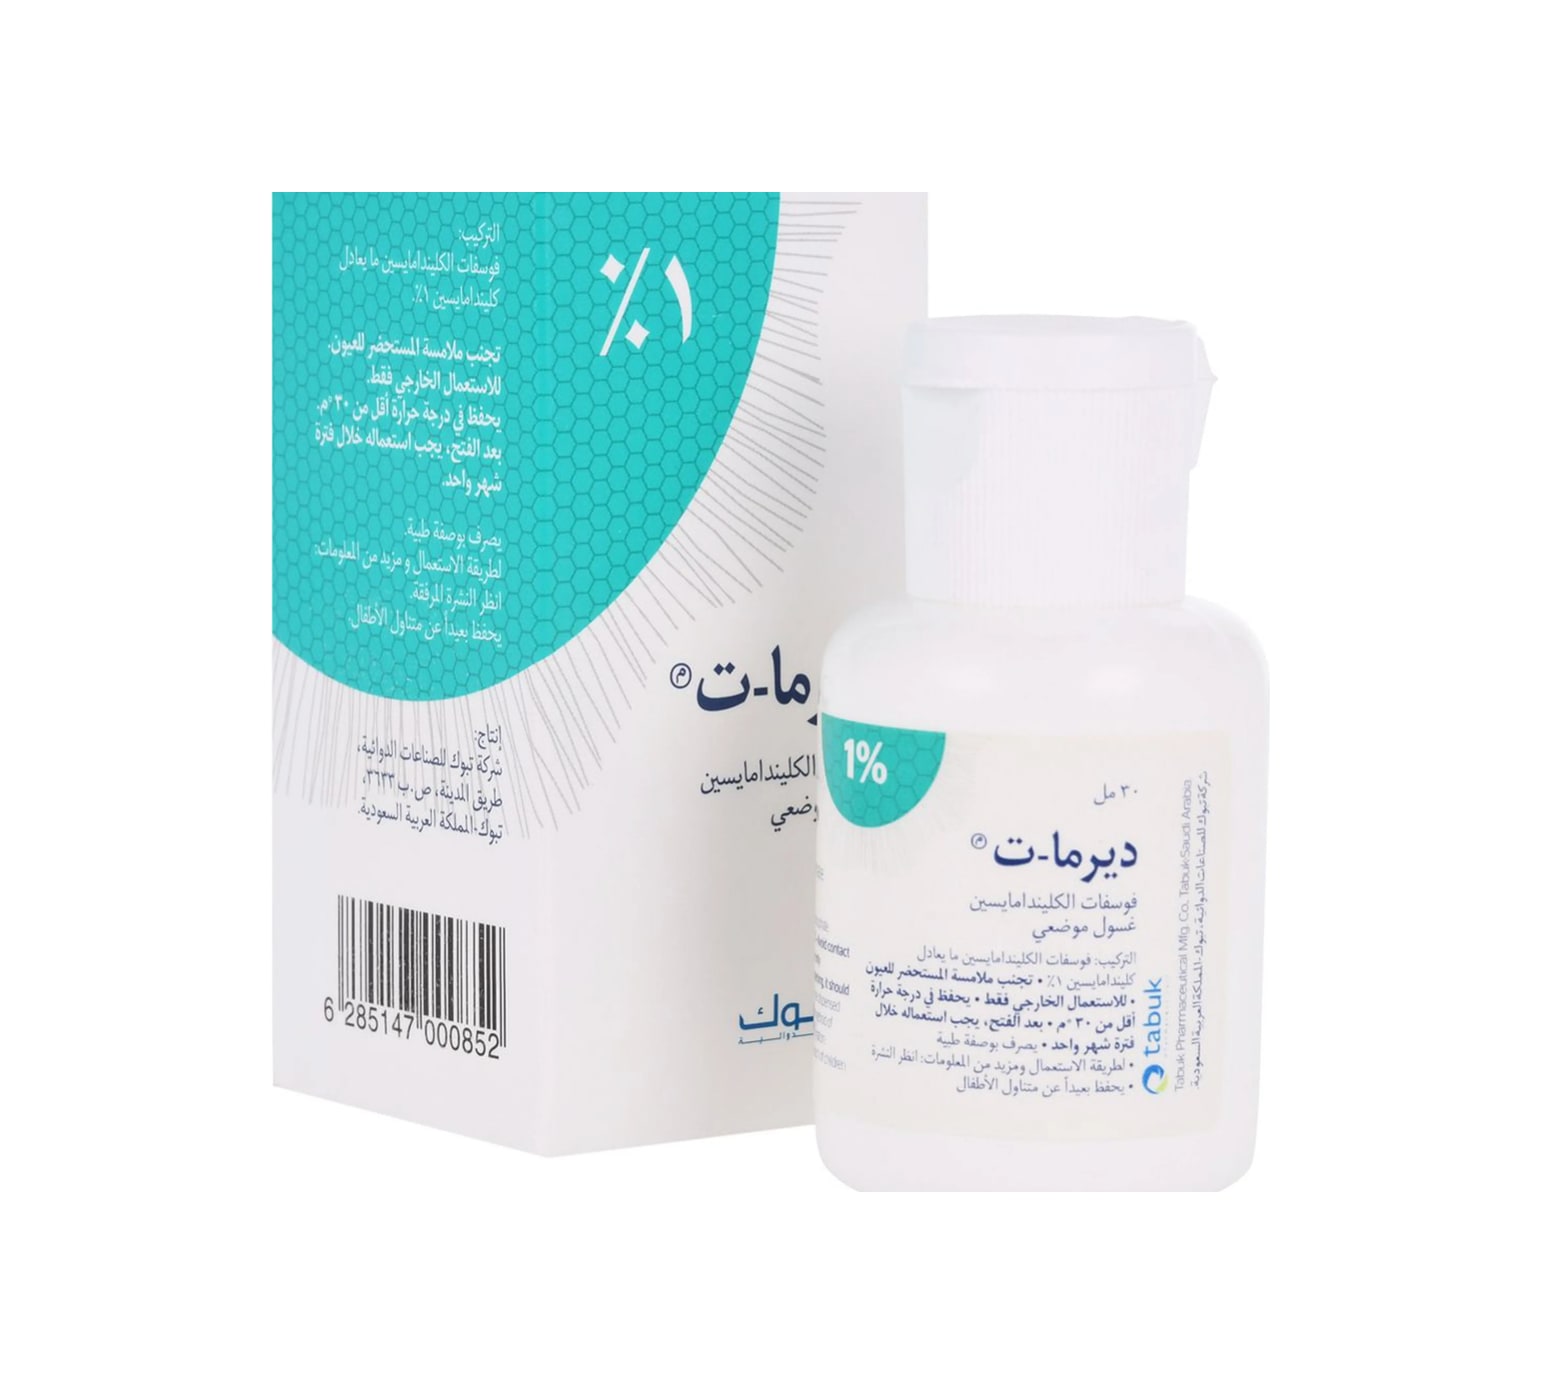 التركيب:
فوسفات الكليندامايسين ما يعادل
كليندامايسين ١٪.
تجنب ملامسة المستحضر للعيون.
للاستعمال الخارجي فقط.
يحفظ في درجة حرارة أقل من ٣٠°م.
بعد الفتح، يجب استعماله خلال فترة
شهر واحد.
يصرف بوصفة طبية.
لطريقة الاستعمال و مزيد من المعلومات:
انظر النشرة المرفقة.
يحفظ بعيداً عن متناول الأطفال.
إنتاج:
شركة تبوك للصناعات الدوائية،
طريق المدينة، ص.ب ٣٦٣٣،
تبوك-المملكة العربية السعودية.
6 285147 000852
١٪
رما-ت م
الكليندامايسين
وضعي
وك
1%
٣٠ مل
ديرما-ت م
فوسفات الكليندامايسين
غسول موضعي
التركيب: فوسفات الكليندامايسين ما يعادل
كليندامايسين ١٪ • تجنب ملامسة المستحضر للعيون
• للاستعمال الخارجي فقط • يحفظ في درجة حرارة
أقل من ٣٠°م • بعد الفتح، يجب استعماله خلال
فترة شهر واحد • يصرف بوصفة طبية
• لطريقة الاستعمال ومزيد من المعلومات: انظر النشرة
• يحفظ بعيداً عن متناول الأطفال
tabuk
Tabuk Pharmaceutical Mfg. Co. Tabuk-Saudi Arabia
شركة تبوك للصناعات الدوائية، تبوك-المملكة العربية السعودية.
contact
it should
children